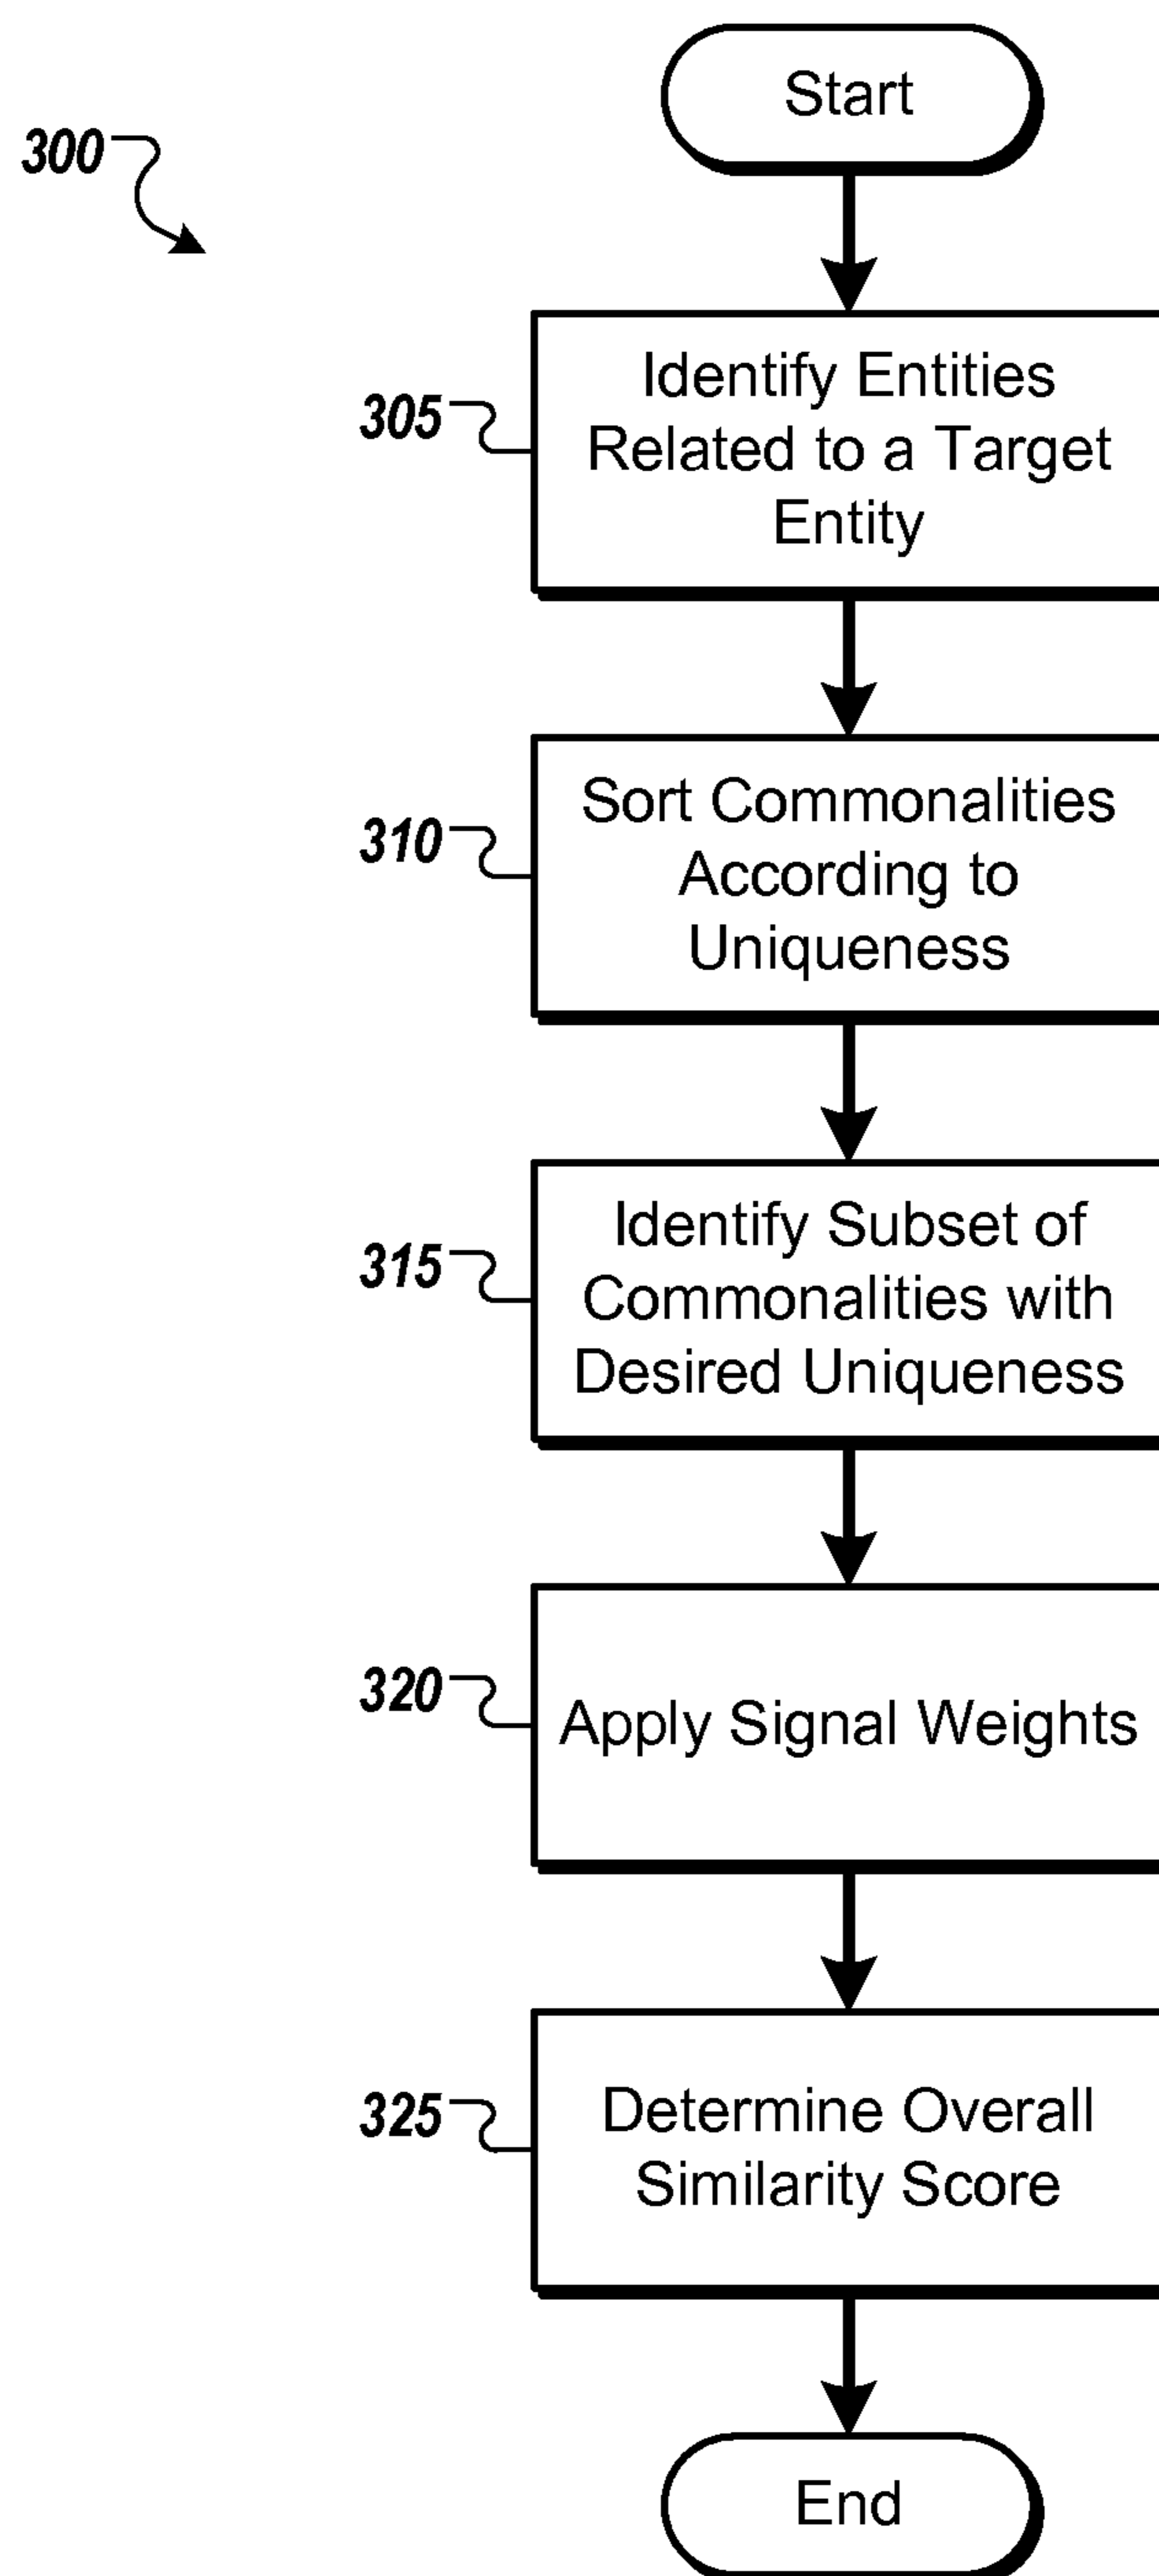 Start
300
Identify Entities
Related to a Target
Entity
305
Sort Commonalities
According to
Uniqueness
310
Identify Subset of
Commonalities with
Desired Uniqueness
315
Apply Signal Weights
320
Determine Overall
Similarity Score
325
End